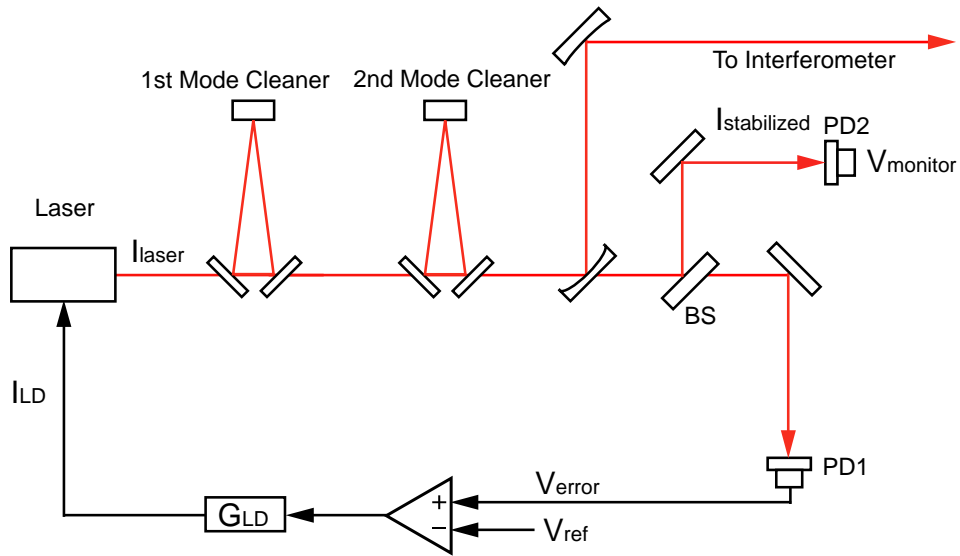 To Interferometer
1st Mode Cleaner
2nd Mode Cleaner
Istabilized
PD2
Vmonitor
Laser
Ilaser
BS
ILD
PD1
Verror
+
GLD
−
Vref